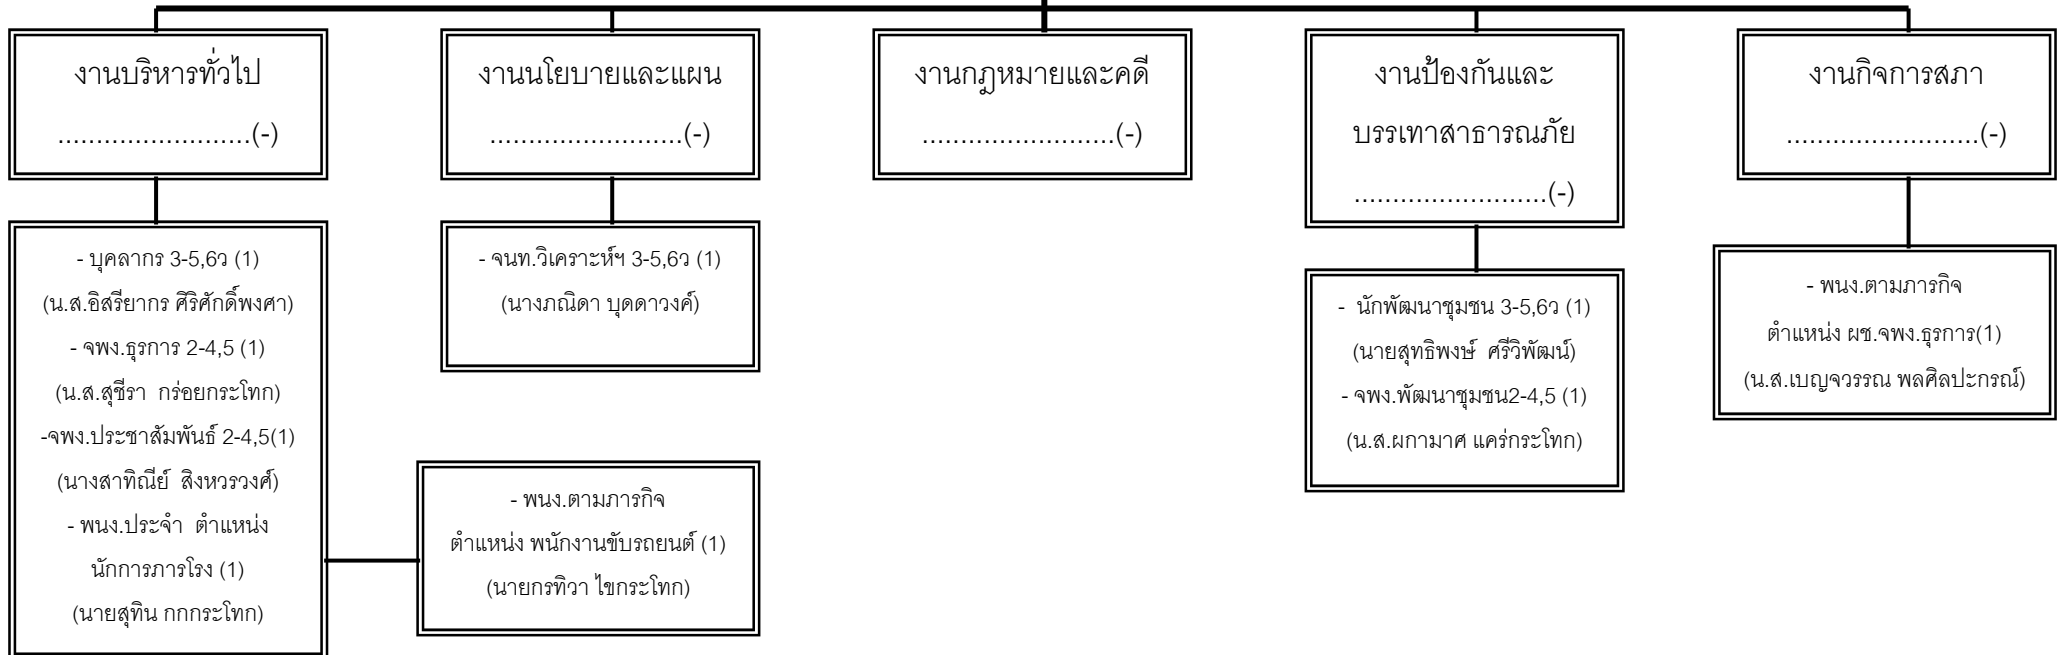 งานบริหารทั่วไป
.........................(-)
งานนโยบายและแผน
.........................(-)
งานกฎหมายและคดี
.........................(-)
งานป้องกันและ
บรรเทาสาธารณภัย
.........................(-)
งานกิจการสภา
.........................(-)
- บุคลากร 3-5,6ว (1)
(น.ส.อิสรียากร ศิริศักดิ์พงศา)
- จพง.ธุรการ 2-4,5 (1)
(น.ส.สุชีรา กร่อยกระโทก)
-จพง.ประชาสัมพันธ์ 2-4,5(1)
(นางสาทิณีย์ สิงหวรวงศ์)
- พนง.ประจำ ตำแหน่ง
นักการภารโรง (1)
(นายสุทิน กกกระโทก)
- พนง.ตามภารกิจ
ตำแหน่ง พนักงานขับรถยนต์ (1)
(นายกรทิวา ไขกระโทก)
- จนท.วิเคราะห์ฯ 3-5,6ว (1)
(นางภณิดา บุดดาวงค์)
- นักพัฒนาชุมชน 3-5,6ว (1)
(นายสุทธิพงษ์ ศรีวิพัฒน์)
- จพง.พัฒนาชุมชน2-4,5 (1)
(น.ส.ผกามาศ แคร่กระโทก)
- พนง.ตามภารกิจ
ตำแหน่ง ผช.จพง.ธุรการ(1)
(น.ส.เบญจวรรณ พลศิลปะกรณ์)